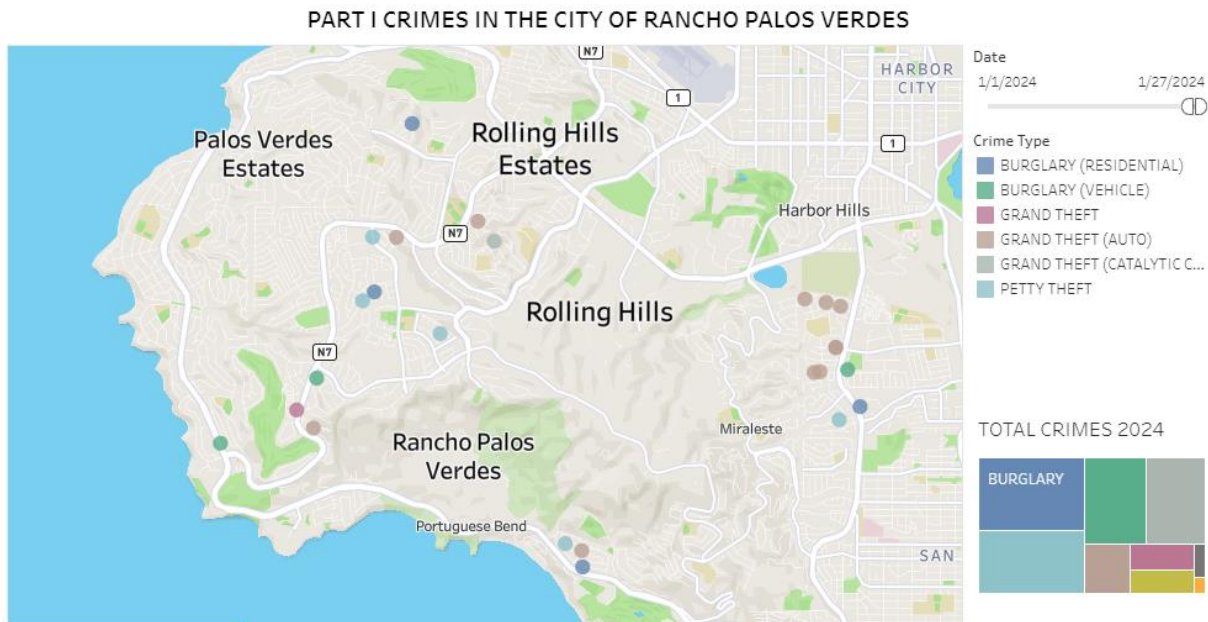 PART I CRIMES IN THE CITY OF RANCHO PALOS VERDES
N7
HARBOR
CITY
1
Palos Verdes
Estates
Rolling Hills
Estates
1
Harbor Hills
N7
Rolling Hills
N7
Miraleste
Rancho Palos
Verdes
Portuguese Bend
SAN
Date
1/1/2024
1/27/2024
Crime Type
BURGLARY (RESIDENTIAL)
BURGLARY (VEHICLE)
GRAND THEFT
GRAND THEFT (AUTO)
GRAND THEFT (CATALYTIC C...
PETTY THEFT
TOTAL CRIMES 2024
BURGLARY